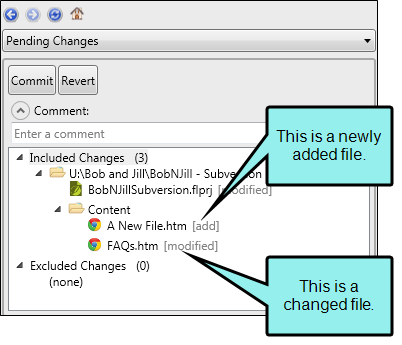 Pending Changes
Commit Revert
Comment:
Enter a comment
This is a newly
added file.
Included Changes (3)
U:\Bob and Jill\BobNJill - Subversion
BobNJillSubversion.flprj [modified]
Content
A New File.htm [add]
FAQs.htm [modified]
Excluded Changes (0)
(none)
This is a
changed file.